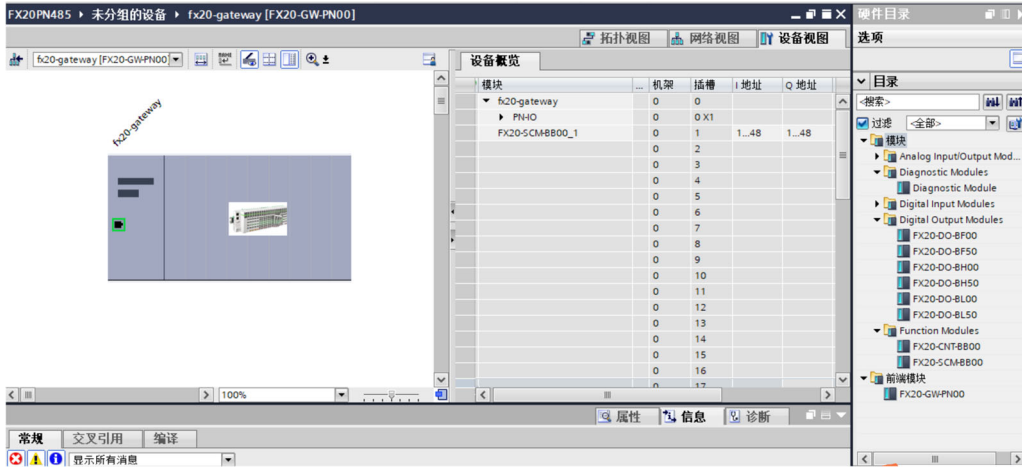 FX20PN485 ▸ 未分组的设备 ▸ fx20-gateway [FX20-GW-PN00]
拓扑视图 网络视图 设备视图
fx20-gateway [FX20-GW-PN00]
fx20-gateway
100%
设备概览
模块 ... 机架 插槽 I 地址 Q 地址
fx20-gateway 0 0
PN-IO 0 0 X1
FX20-SCM-BB00_1 0 1 1...48 1...48
0 2
0 3
0 4
0 5
0 6
0 7
0 8
0 9
0 10
0 11
0 12
0 13
0 14
0 15
0 16
0 17
属性 信息 诊断
常规 交叉引用 编译
显示所有消息
硬件目录
选项
目录
<搜索>
过滤 <全部>
模块
Analog Input/Output Mod...
Diagnostic Modules
Diagnostic Module
Digital Input Modules
Digital Output Modules
FX20-DO-BF00
FX20-DO-BF50
FX20-DO-BH00
FX20-DO-BH50
FX20-DO-BL00
FX20-DO-BL50
Function Modules
FX20-CNT-BB00
FX20-SCM-BB00
前端模块
FX20-GW-PN00